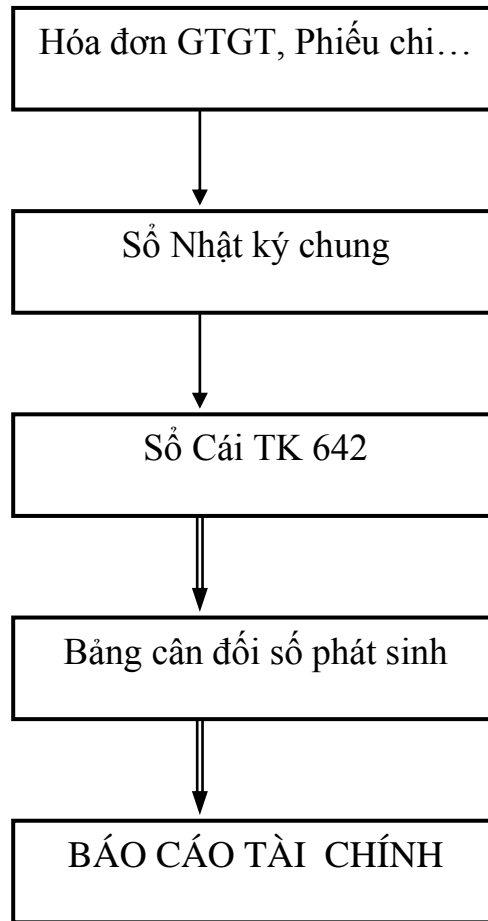 Hóa đơn GTGT, Phiếu chi…
Sổ Nhật ký chung
Sổ Cái TK 642
Bảng cân đối số phát sinh
BÁO CÁO TÀI CHÍNH